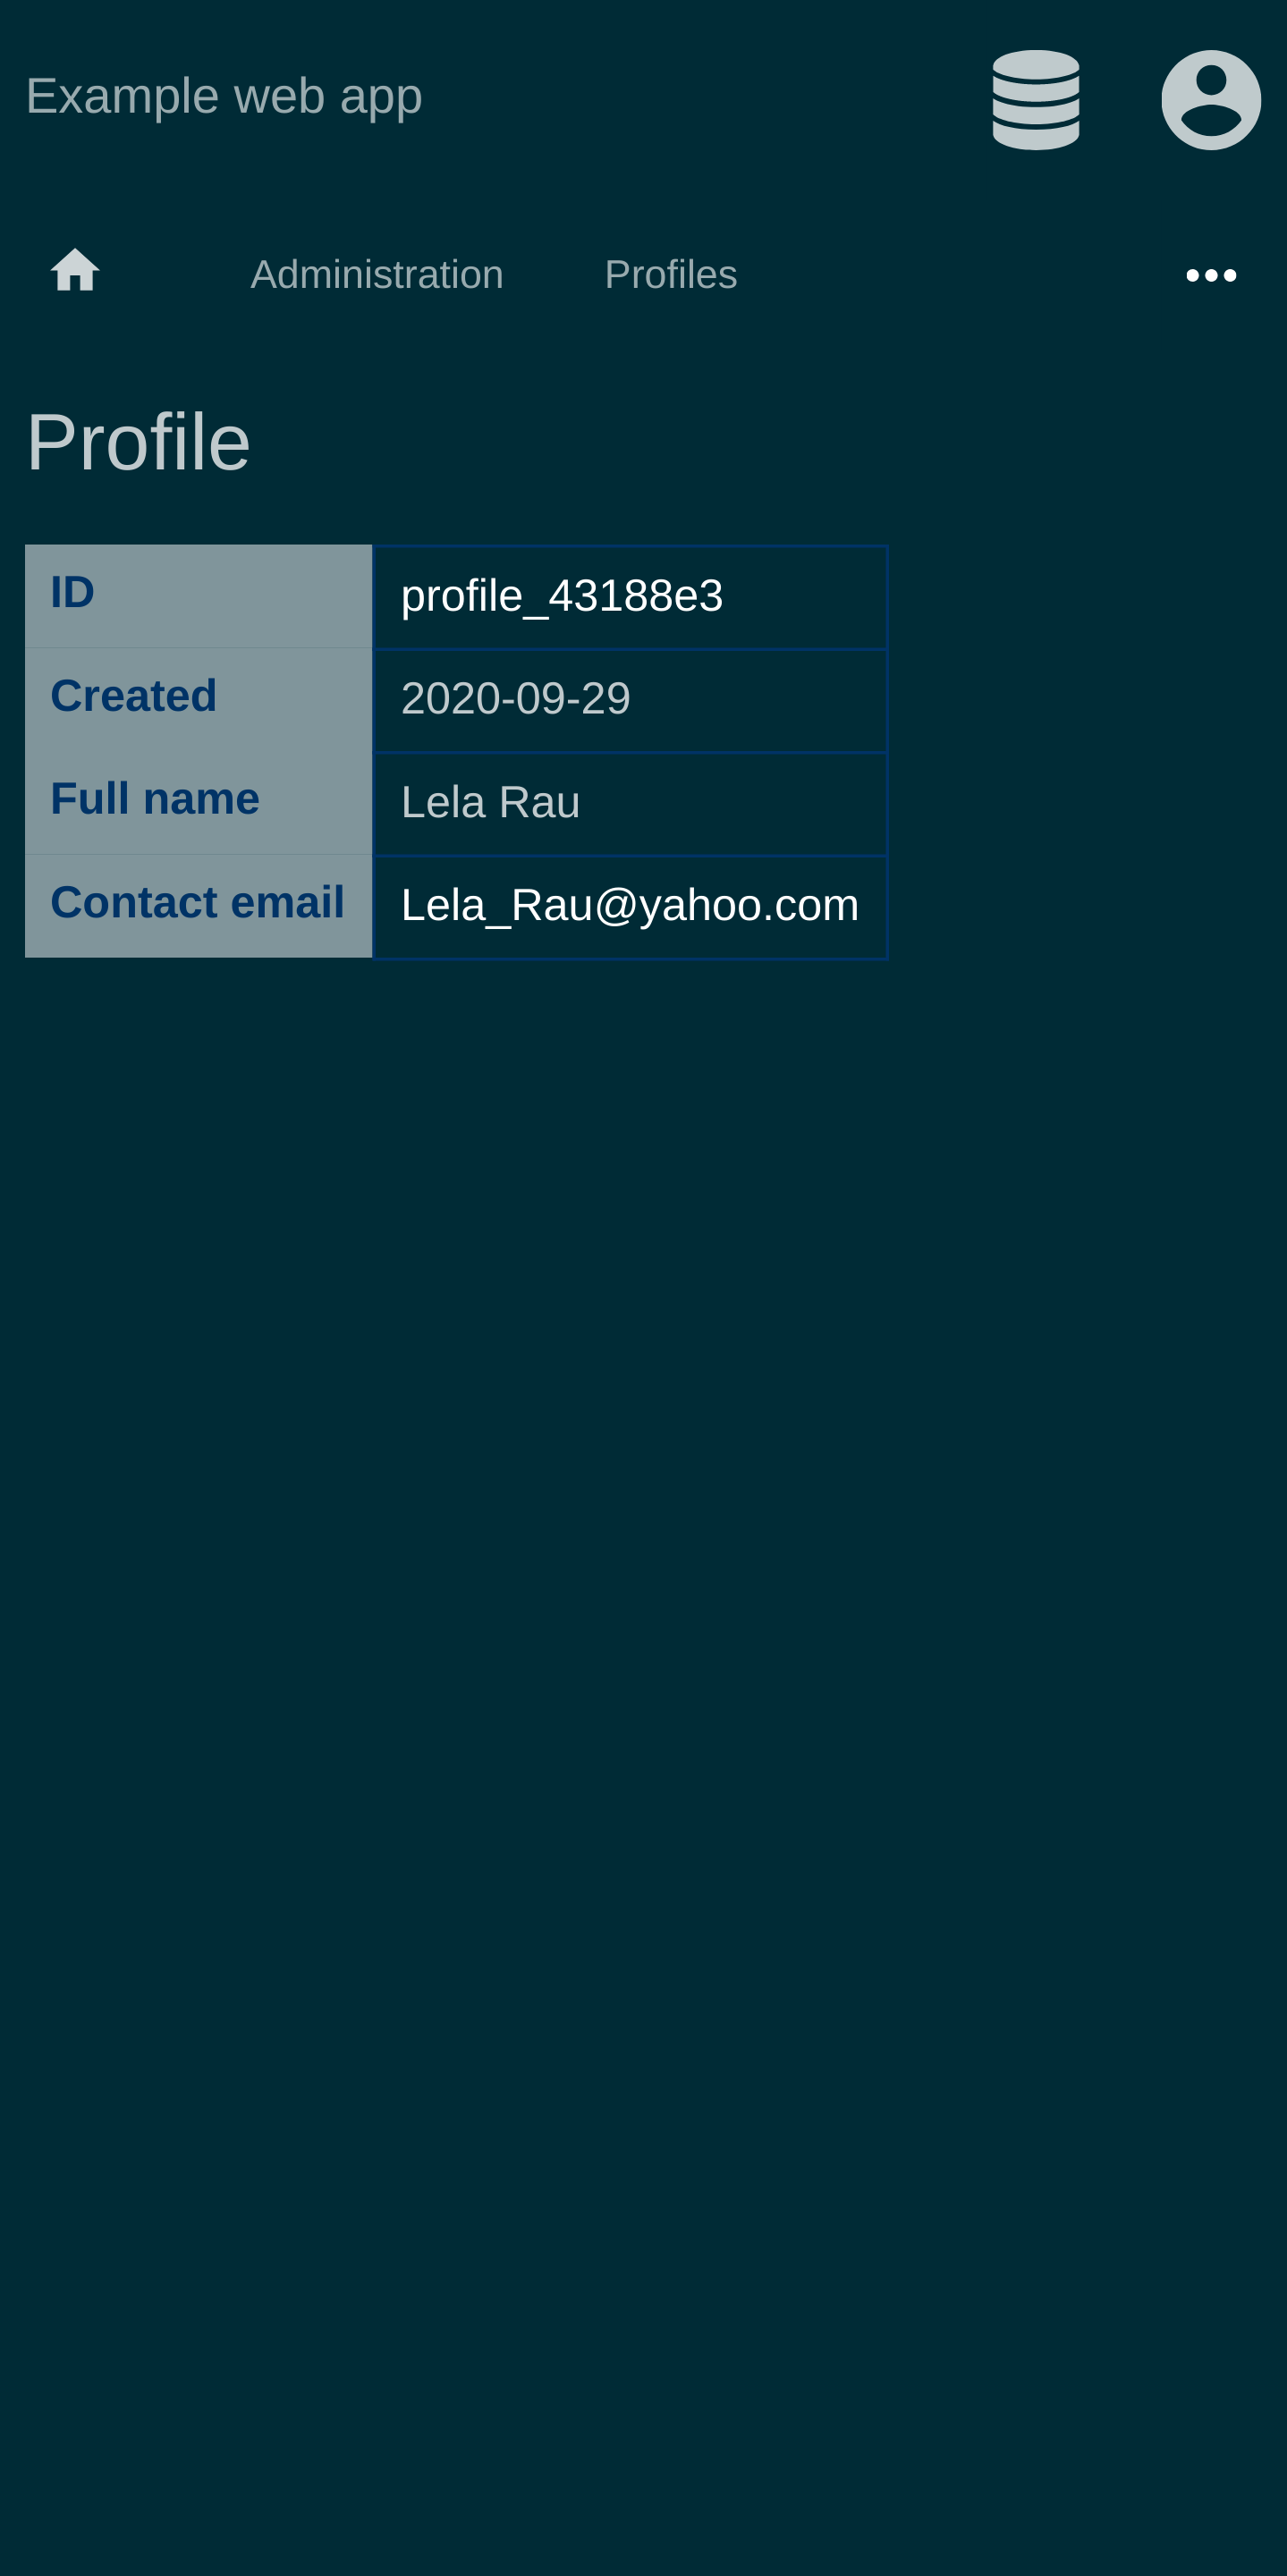 Example web app
Administration Profiles
Profile
ID profile_43188e3
Created 2020-09-29
Full name Lela Rau
Contact email Lela_Rau@yahoo.com